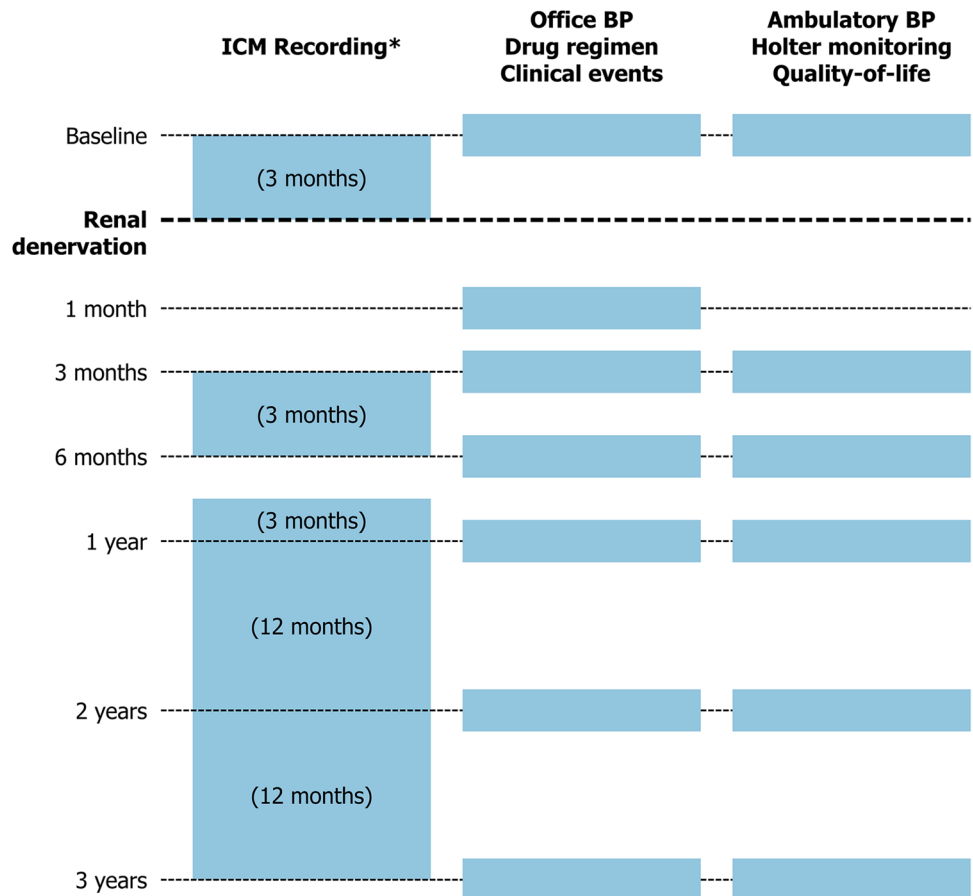 ICM Recording*
Office BP
Drug regimen
Clinical events
Ambulatory BP
Holter monitoring
Quality-of-life
Baseline
(3 months)
Renal
denervation
1 month
3 months
(3 months)
6 months
(3 months)
1 year
(12 months)
2 years
(12 months)
3 years